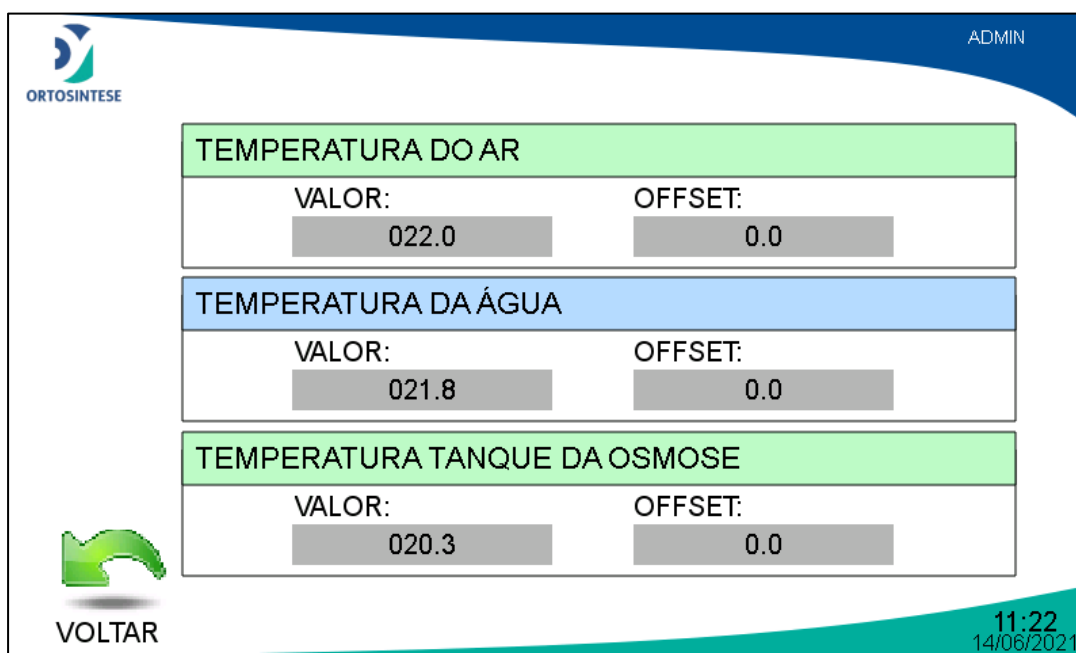 ADMIN
ORTOSINTESE
TEMPERATURA DO AR
VALOR: OFFSET:
022.0 0.0
TEMPERATURA DA ÁGUA
VALOR: OFFSET:
021.8 0.0
TEMPERATURA TANQUE DA OSMOSE
VALOR: OFFSET:
020.3 0.0
VOLTAR
11:22
14/06/2021